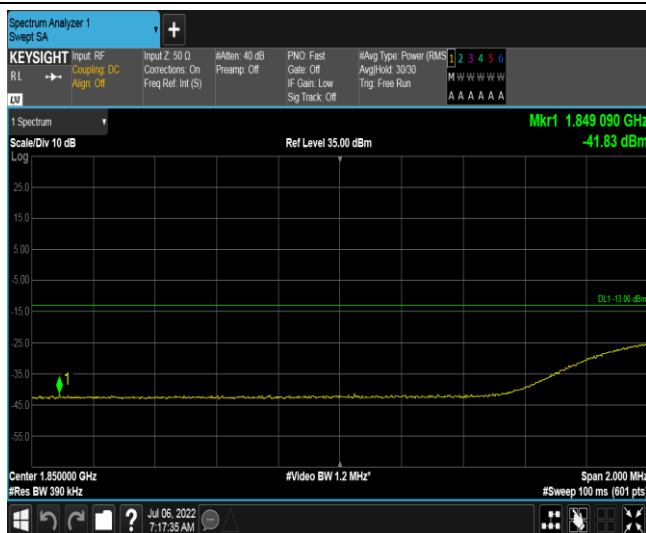 Spectrum Analyzer 1
Swept SA
+
KEYSIGHT
RL
LXI
Input: RF
Coupling: DC
Align: Off
Input Z: 50 Ω
Corrections: On
Freq Ref: Int (S)
#Atten: 40 dB
Preamp: Off
PNO: Fast
Gate: Off
IF Gain: Low
Sig Track: Off
#Avg Type: Power (RMS
Avg|Hold: 30/30
Trig: Free Run
1 2 3 4 5 6
M W W W W W
A A A A A A
1 Spectrum
Mkr1 1.849 090 GHz
Scale/Div 10 dB
Ref Level 35.00 dBm
-41.83 dBm
Log
25.0
15.0
5.00
-5.00
DL1 -13.00 dBm
-15.0
-35.0
1
-45.0
-55.0
Center 1.850000 GHz
#Video BW 1.2 MHz*
Span 2.000 MHz
#Res BW 390 kHz
#Sweep 100 ms (601 pts)
?
Jul 06, 2022
7:17:35 AM